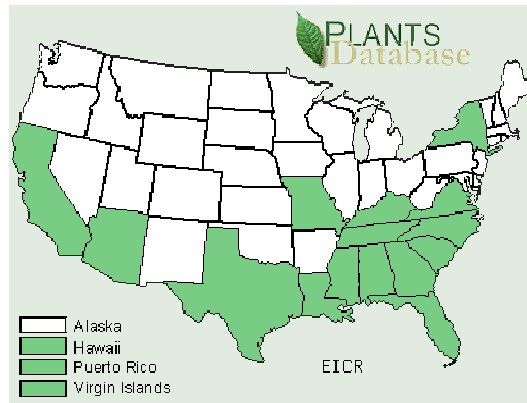 PLANTS
Database
Alaska
Hawaii
Puerto Rico
Virgin Islands
EICR